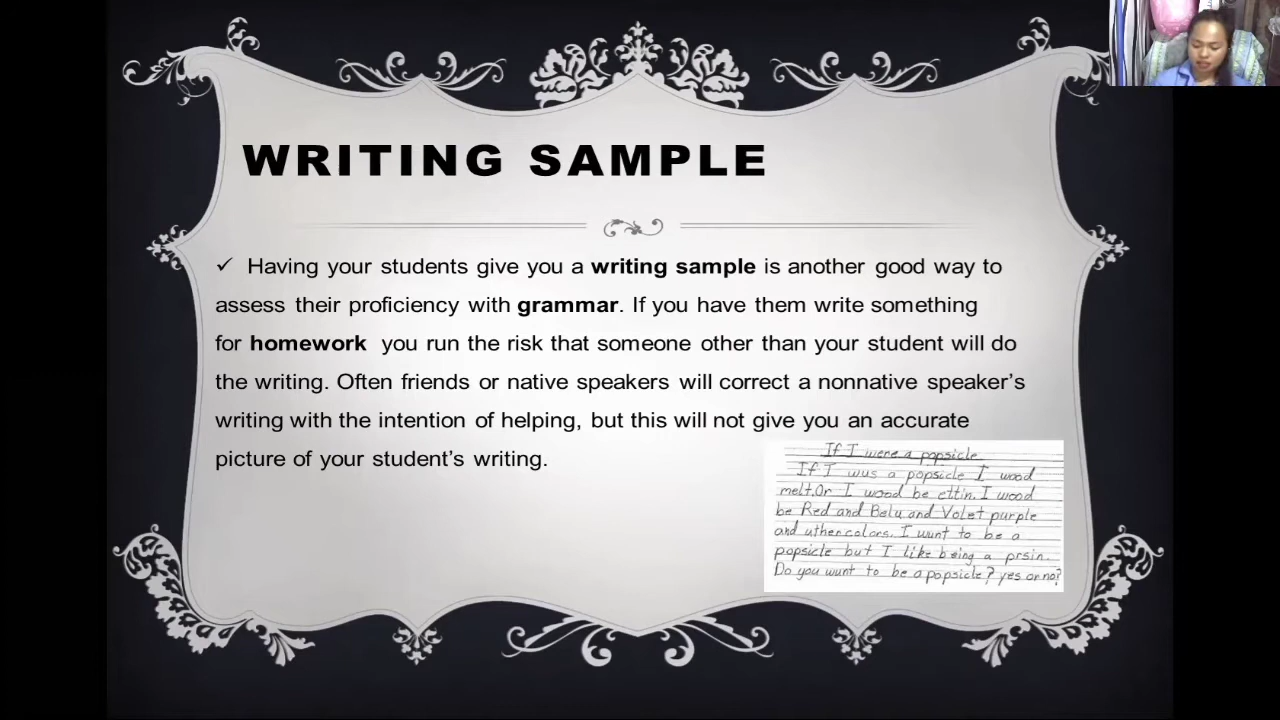 WRITING SAMPLE
✓ Having your students give you a writing sample is another good way to
assess their proficiency with grammar. If you have them write something
for homework you run the risk that someone other than your student will do
the writing. Often friends or native speakers will correct a nonnative speaker's
writing with the intention of helping, but this will not give you an accurate
picture of your student's writing.
If I were a popsicle
If I wus a popsicle I wood
melt.Or I wood be ettin. I wood
be Red and Belu and Volet purple
and uther colors. I wunt to be a
popsicle but I like being a prsin.
Do you wunt to be a popsicle? yes or no?